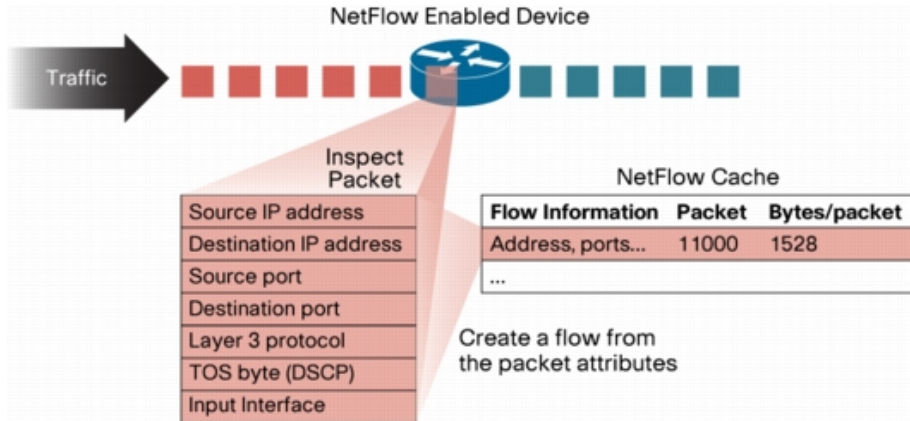 NetFlow Enabled Device
Traffic
Inspect
Packet
Source IP address
Destination IP address
Source port
Destination port
Layer 3 protocol
TOS byte (DSCP)
Input Interface
NetFlow Cache
Flow Information Packet Bytes/packet
Address, ports... 11000 1528
...
Create a flow from
the packet attributes